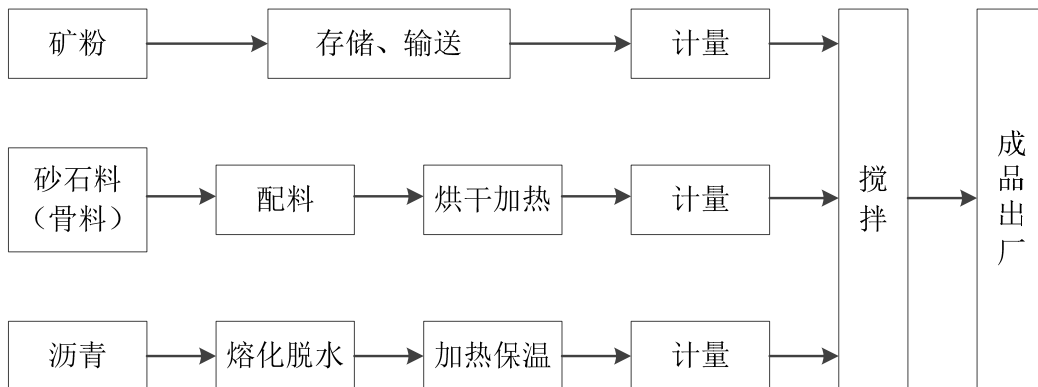 矿粉
存储、输送
计量
砂石料
（骨料）
配料
烘干加热
计量
沥青
熔化脱水
加热保温
计量
搅
拌
成
品
出
厂